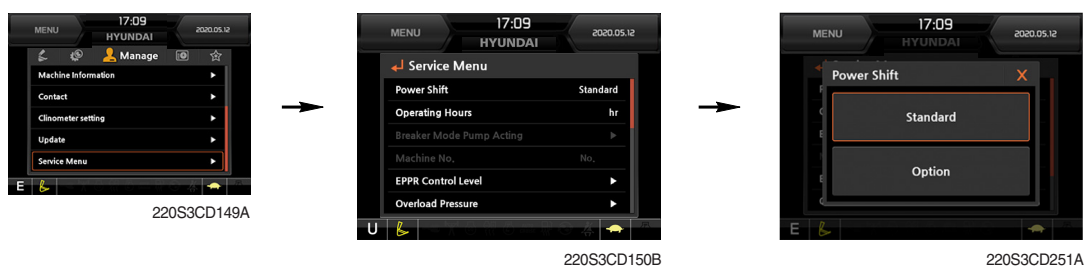 MENU
17:09
HYUNDAI
2020.05.12
Manage
Machine Information
Contact
Clinometer setting
Update
Service Menu
E
220S3CD149A
MENU
17:09
HYUNDAI
2020.05.12
Service Menu
Power Shift Standard
Operating Hours hr
Breaker Mode Pump Acting
Machine No. No.
EPPR Control Level
Overload Pressure
U
220S3CD150B
MENU
17:09
HYUNDAI
2020.05.12
Power Shift X
Standard
Option
E
220S3CD251A